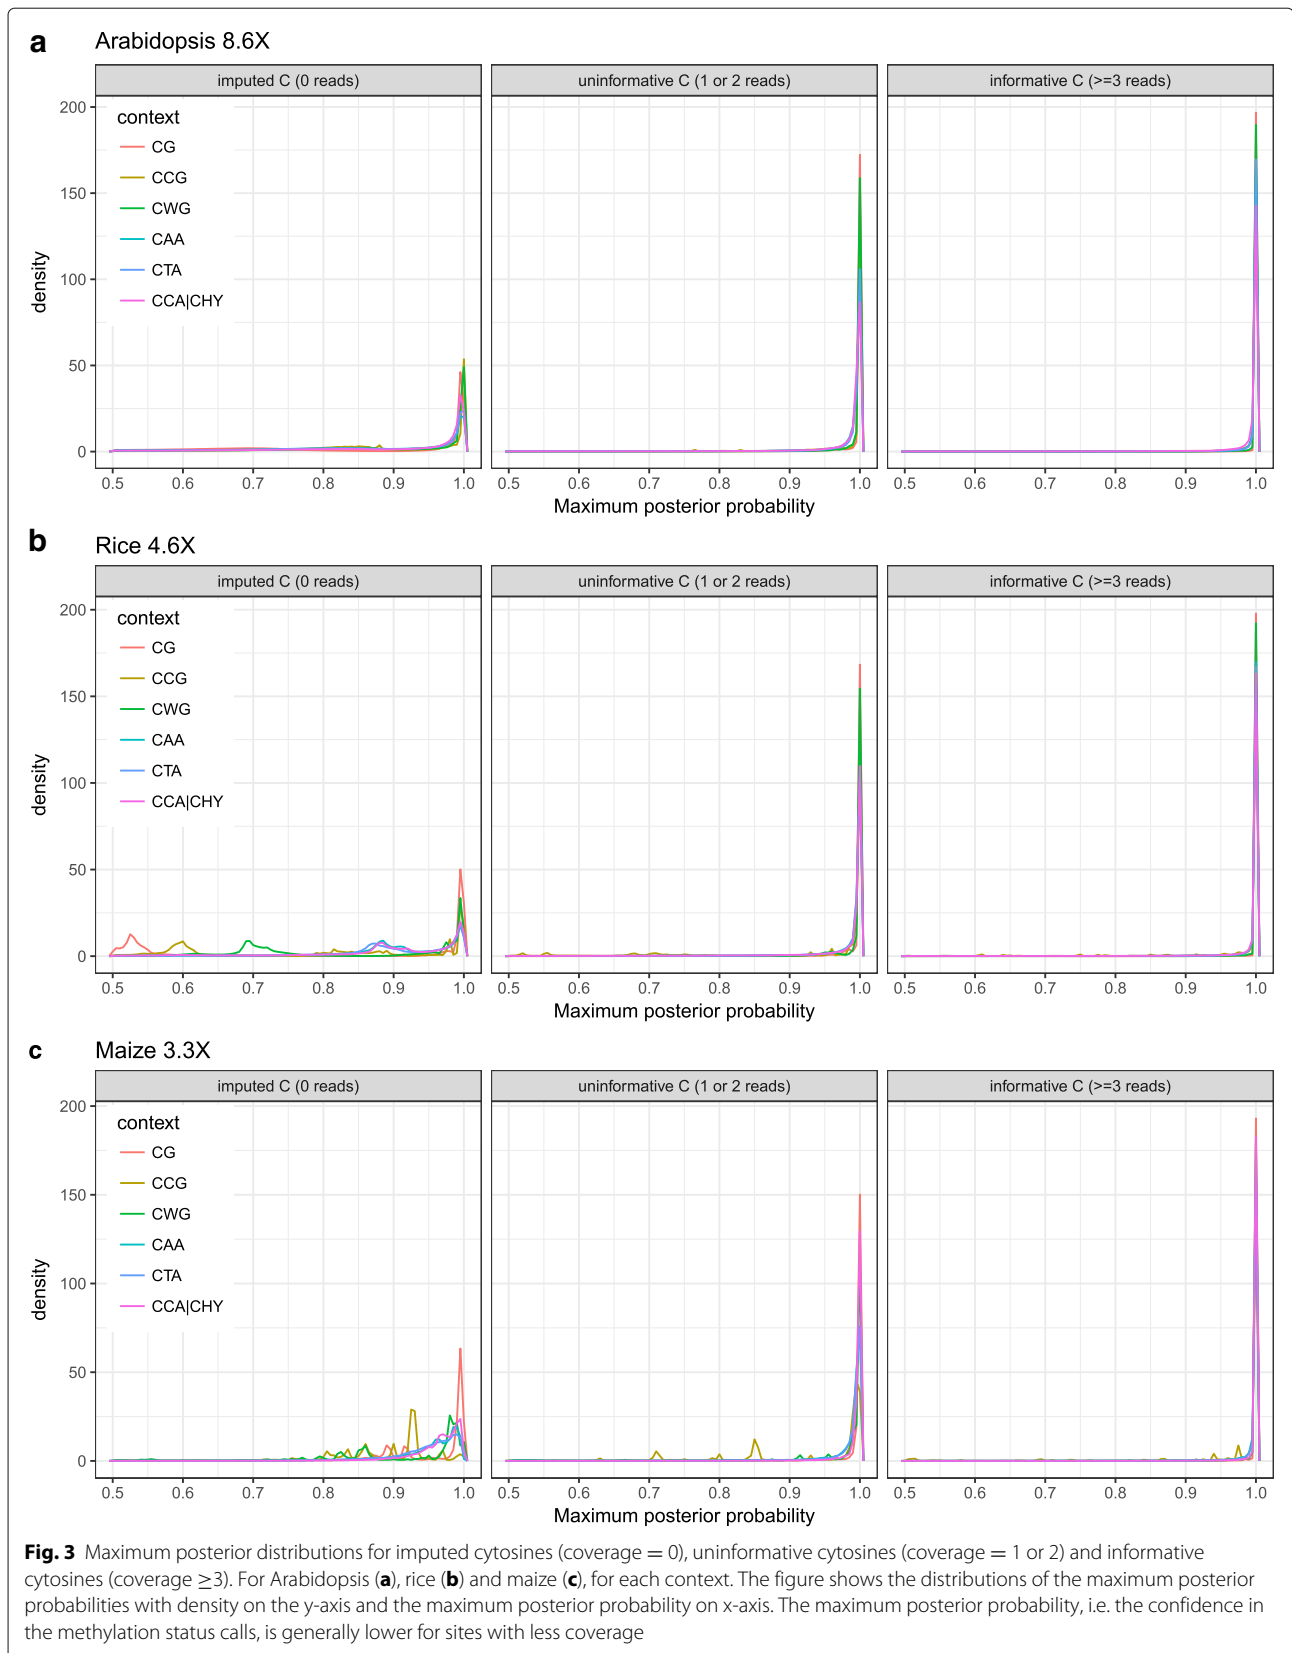 a
Arabidopsis 8.6X
imputed C (0 reads)
uninformative C (1 or 2 reads)
informative C (>=3 reads)
density
200
150
100
50
0
context
CG
CCG
CWG
CAA
CTA
CCA|CHY
0.5 0.6 0.7 0.8 0.9 1.0
0.5 0.6 0.7 0.8 0.9 1.0
0.5 0.6 0.7 0.8 0.9 1.0
Maximum posterior probability
b
Rice 4.6X
imputed C (0 reads)
uninformative C (1 or 2 reads)
informative C (>=3 reads)
density
200
150
100
50
0
context
CG
CCG
CWG
CAA
CTA
CCA|CHY
0.5 0.6 0.7 0.8 0.9 1.0
0.5 0.6 0.7 0.8 0.9 1.0
0.5 0.6 0.7 0.8 0.9 1.0
Maximum posterior probability
c
Maize 3.3X
imputed C (0 reads)
uninformative C (1 or 2 reads)
informative C (>=3 reads)
density
200
150
100
50
0
context
CG
CCG
CWG
CAA
CTA
CCA|CHY
0.5 0.6 0.7 0.8 0.9 1.0
0.5 0.6 0.7 0.8 0.9 1.0
0.5 0.6 0.7 0.8 0.9 1.0
Maximum posterior probability
Fig. 3 Maximum posterior distributions for imputed cytosines (coverage = 0), uninformative cytosines (coverage = 1 or 2) and informative
cytosines (coverage ≥3). For Arabidopsis (a), rice (b) and maize (c), for each context. The figure shows the distributions of the maximum posterior
probabilities with density on the y-axis and the maximum posterior probability on x-axis. The maximum posterior probability, i.e. the confidence in
the methylation status calls, is generally lower for sites with less coverage